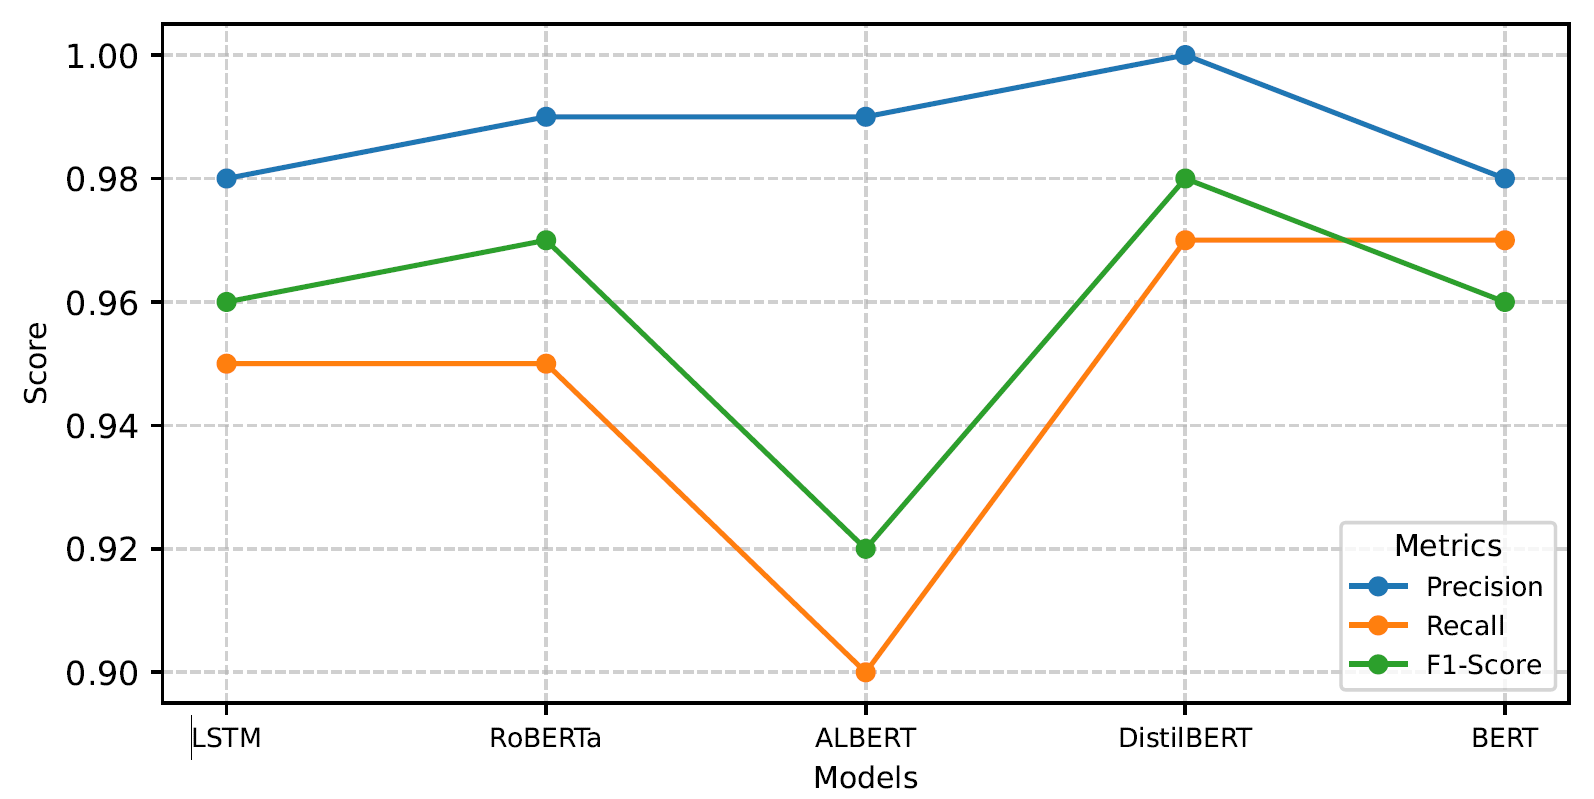 1.00
0.98
0.96
0.94
0.92
0.90
Score
Metrics
Precision
Recall
F1-Score
LSTM RoBERTa ALBERT DistilBERT BERT
Models